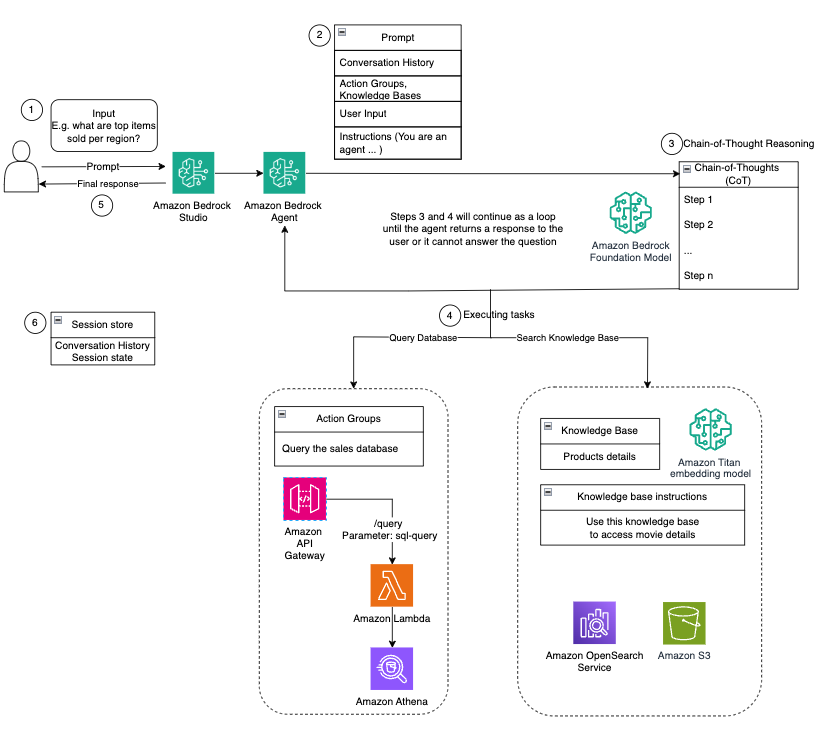 2
Prompt
Conversation History
Action Groups,
Knowledge Bases
User Input
Instructions (You are an
agent ... )
1
Input
E.g. what are top items
sold per region?
Prompt
Final response
5
Amazon Bedrock
Studio
Amazon Bedrock
Agent
3
Chain-of-Thought Reasoning
Chain-of-Thoughts
(CoT)
Step 1
Step 2
...
Step n
Steps 3 and 4 will continue as a loop
until the agent returns a response to the
user or it cannot answer the question
Amazon Bedrock
Foundation Model
6
Session store
Conversation History
Session state
4
Executing tasks
Query Database
Search Knowledge Base
Action Groups
Query the sales database
Amazon
API
Gateway
/query
Parameter: sql-query
Amazon Lambda
Amazon Athena
Knowledge Base
Products details
Amazon Titan
embedding model
Knowledge base instructions
Use this knowledge base
to access movie details
Amazon OpenSearch
Service
Amazon S3